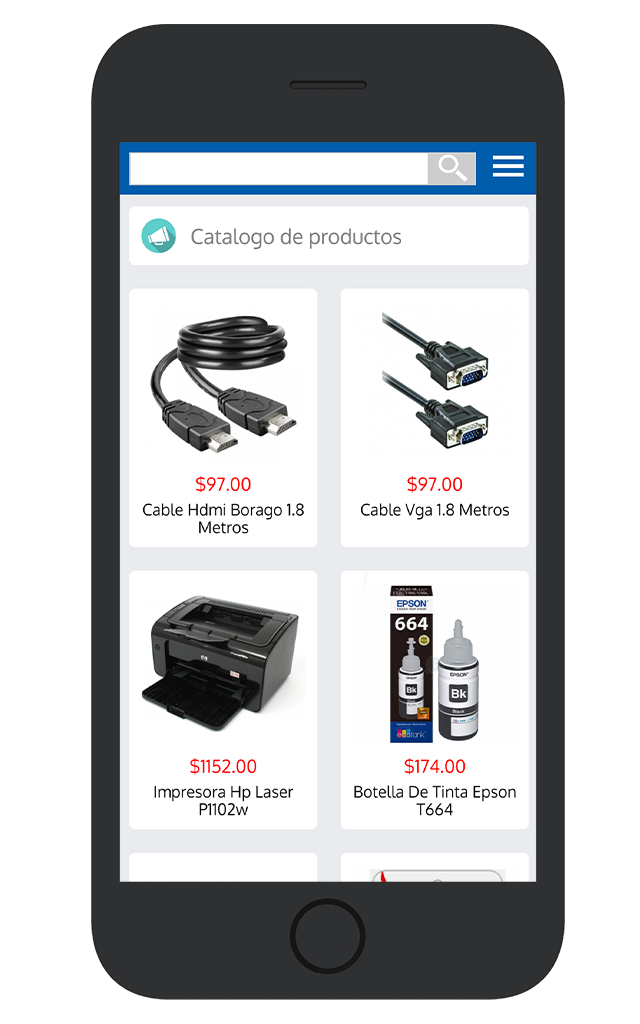 Catalogo de productos
$97.00
Cable Hdmi Borago 1.8
Metros
$97.00
Cable Vga 1.8 Metros
EPSON
664
Bk
EPSON
Bk
Black
$1152.00
Impresora Hp Laser
P1102w
$174.00
Botella De Tinta Epson
T664